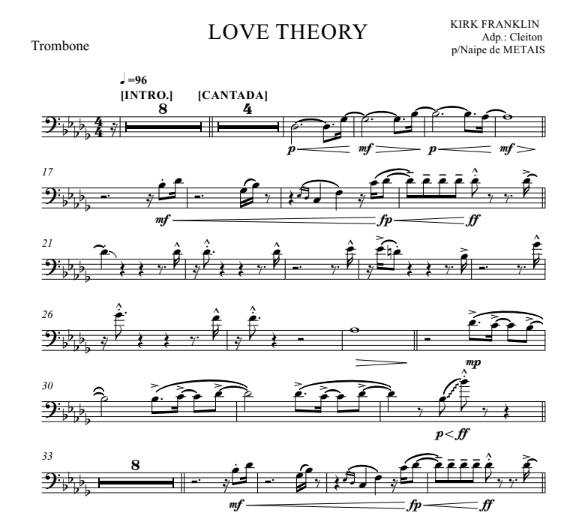 LOVE THEORY
KIRK FRANKLIN
Adp.: Cleiton
p/Naipe de METAIS
Trombone
♩=96
[INTRO.] [CANTADA]
8 4
p mf p mf
17
mf fp ff
21
26
mp
30
p ff
33
8
mf fp ff